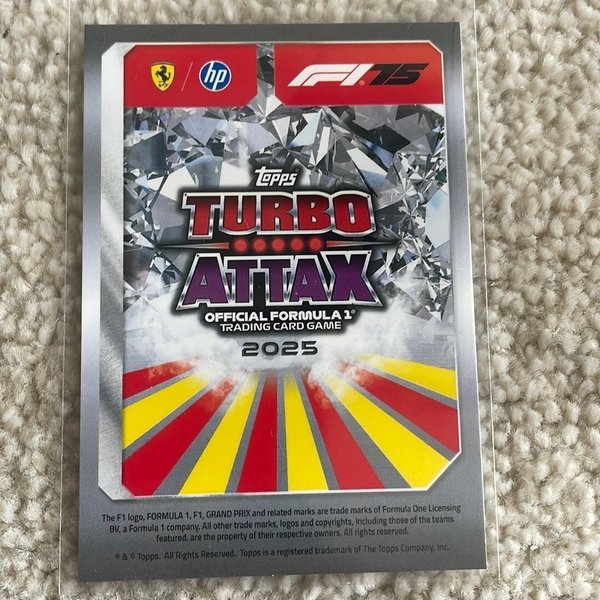 hp
F1 75
Topps
TURBO
ATTAX
OFFICIAL FORMULA 1®
TRADING CARD GAME
2025
The F1 logo, FORMULA 1, F1, GRAND PRIX and related marks are trade marks of Formula One Licensing
BV, a Formula 1 company. All other trade marks, logos and copyrights, including those of the teams
featured, are the property of their respective owners. All rights reserved.
® & © Topps. All Rights Reserved. Topps is a registered trademark of The Topps Company, Inc.